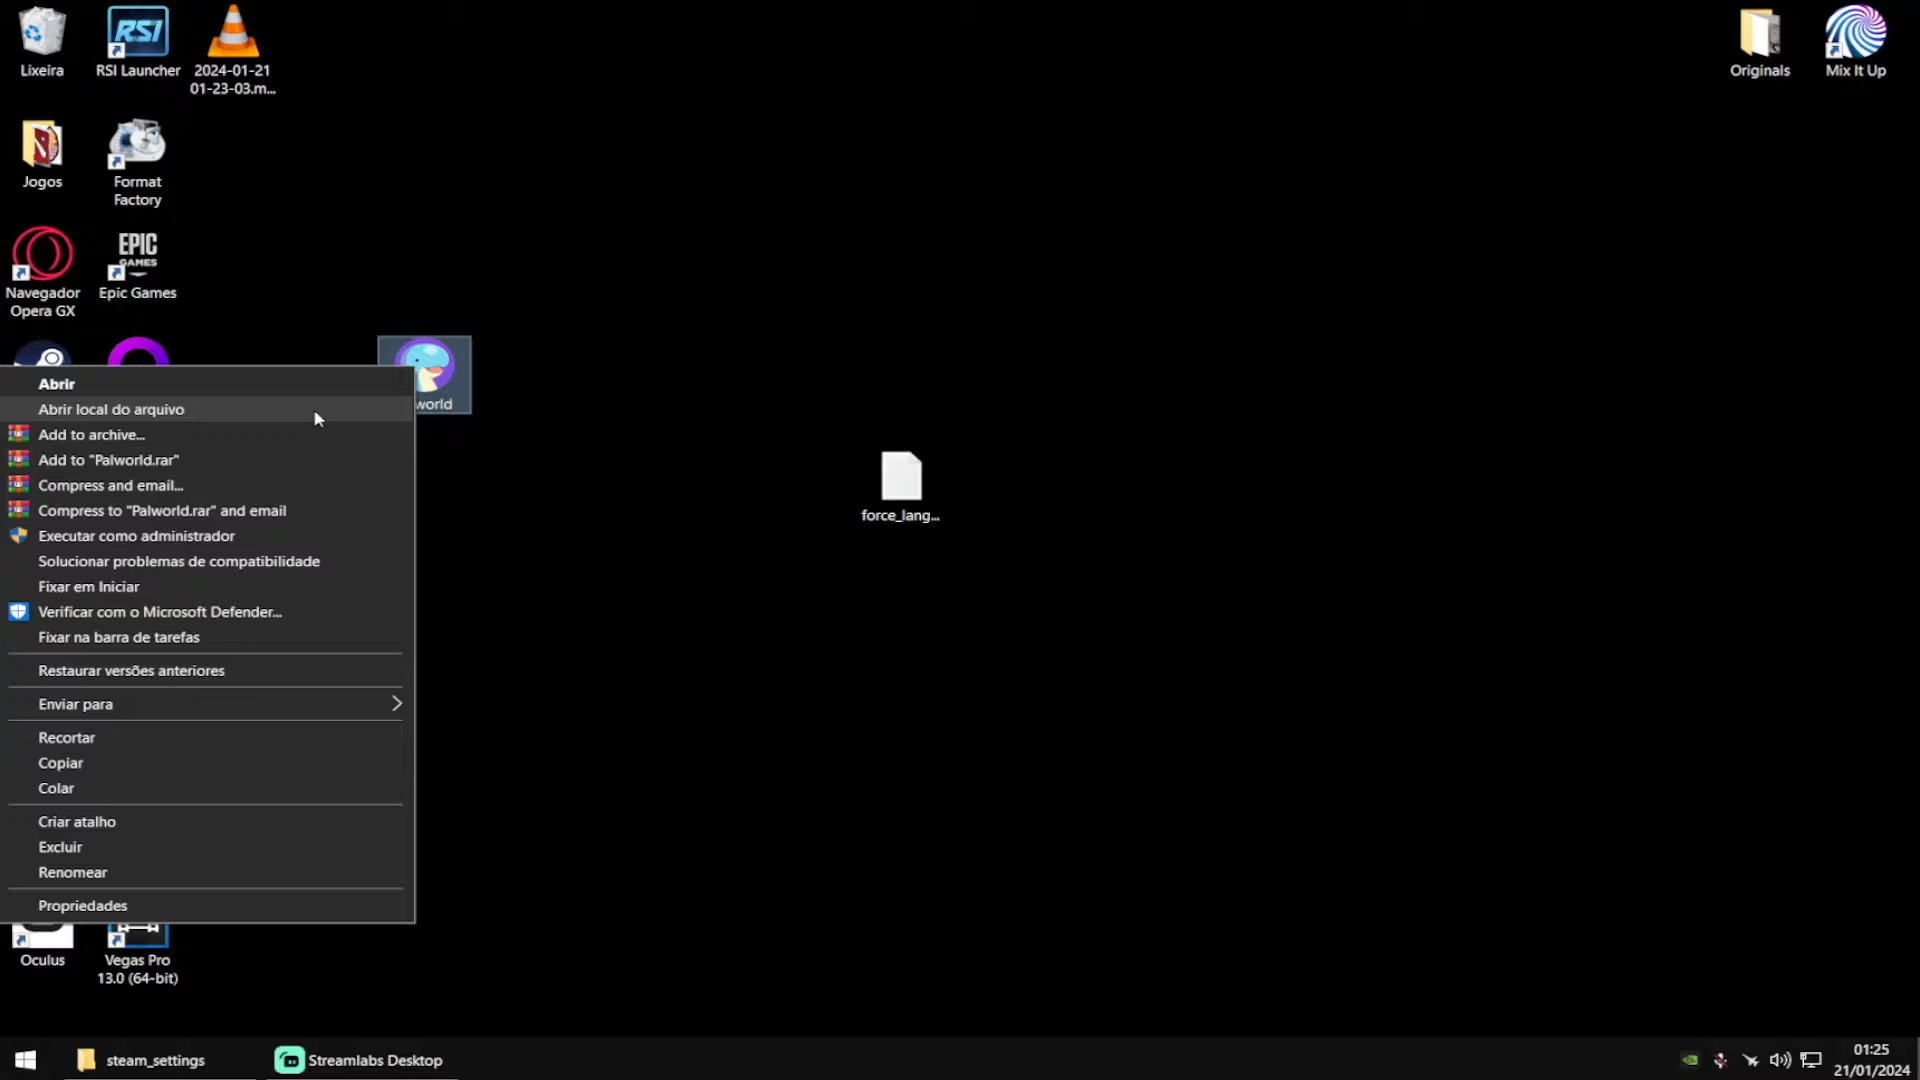 Lixeira
RSI
RSI Launcher
2024-01-21
01-23-03.m...
Originals
Mix It Up
Jogos
Format
Factory
Navegador
Opera GX
EPIC
GAMES
Epic Games
world
Abrir
Abrir local do arquivo
Add to archive...
Add to "Palworld.rar"
Compress and email...
Compress to "Palworld.rar" and email
Executar como administrador
Solucionar problemas de compatibilidade
Fixar em Iniciar
Verificar com o Microsoft Defender...
Fixar na barra de tarefas
Restaurar versões anteriores
Enviar para
Recortar
Copiar
Colar
Criar atalho
Excluir
Renomear
Propriedades
force_lang...
Oculus
Vegas Pro
13.0 (64-bit)
steam_settings
Streamlabs Desktop
01:25
21/01/2024